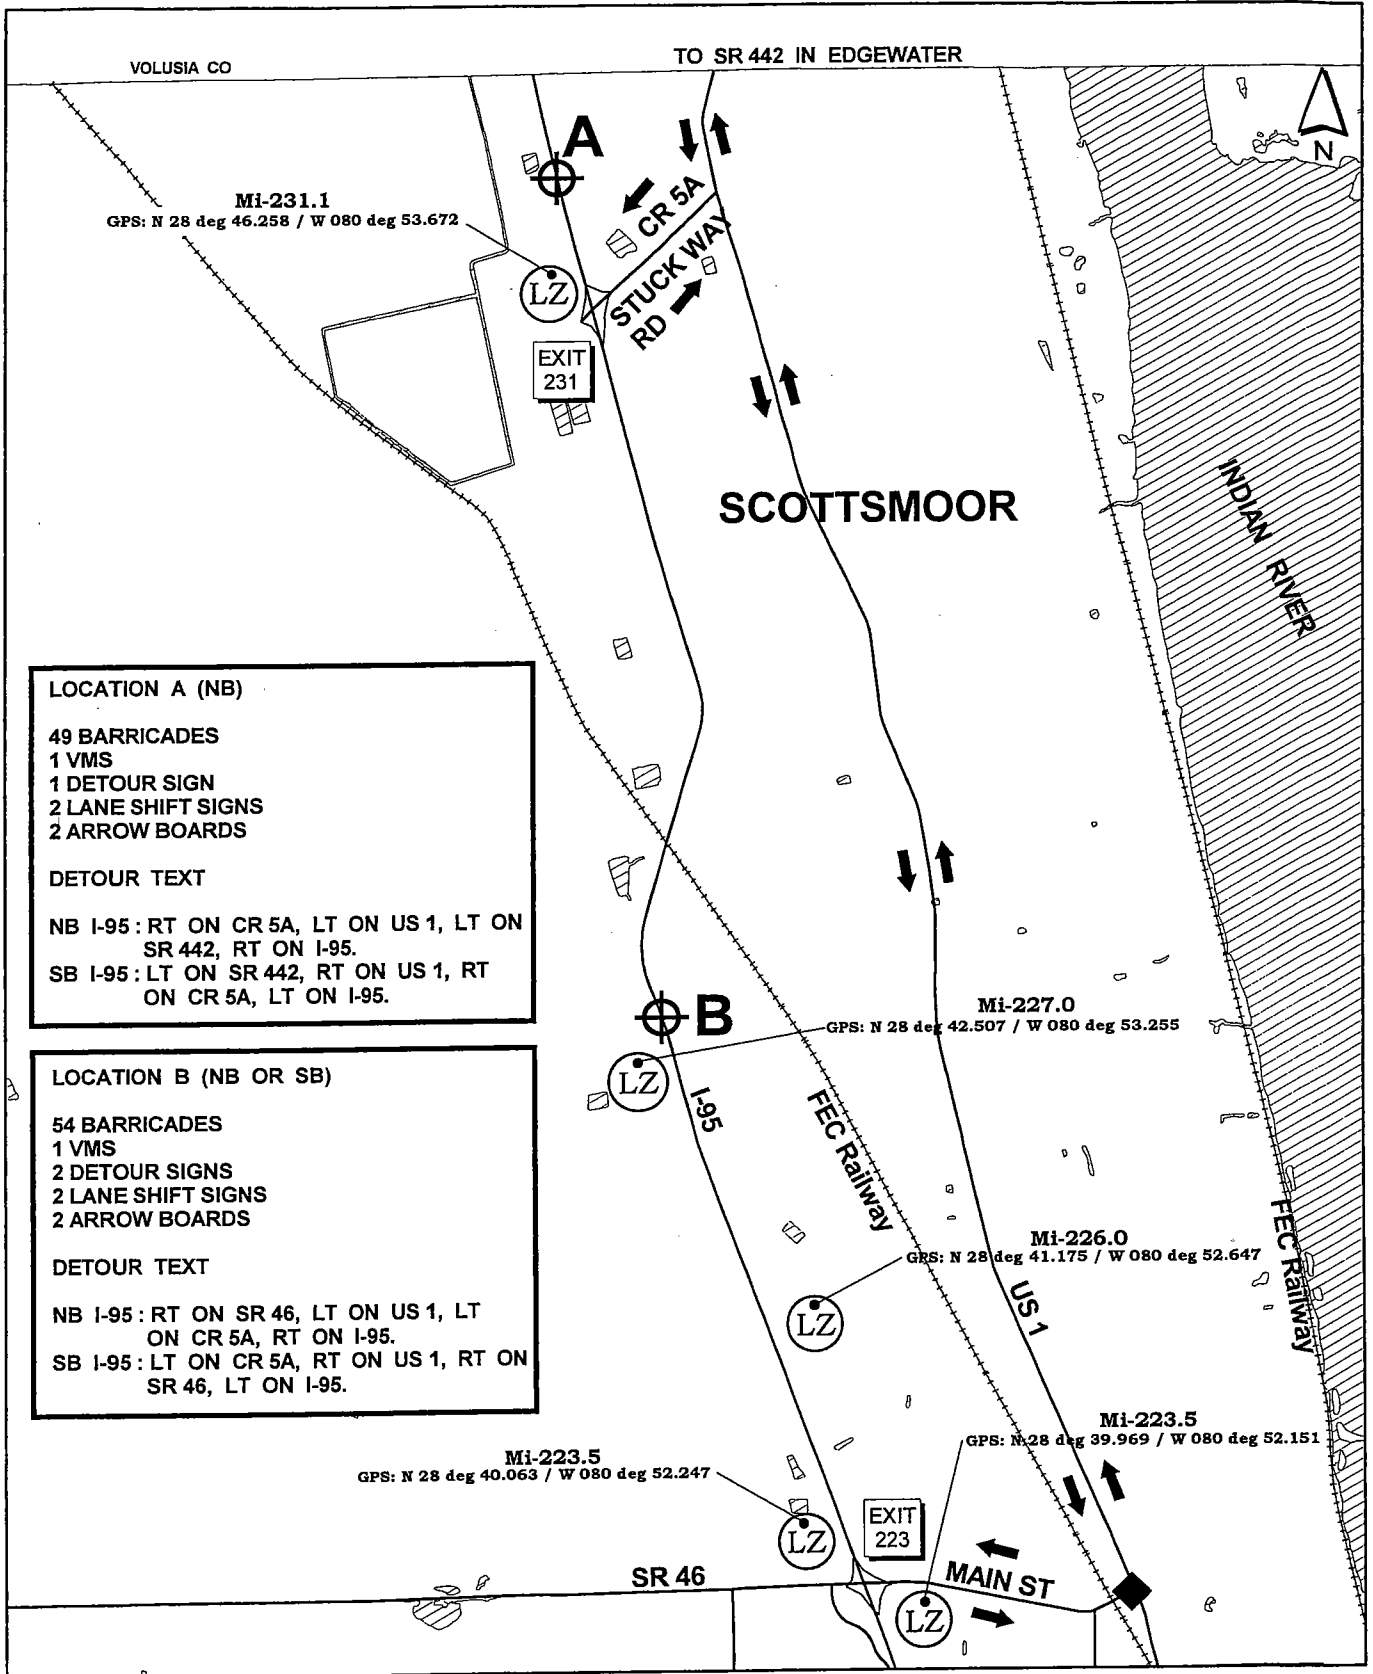 VOLUSIA CO
TO SR 442 IN EDGEWATER
N
A
Mi-231.1
GPS: N 28 deg 46.258 / W 080 deg 53.672
CR 5A
STUCK WAY
RD
LZ
EXIT
231
SCOTTSMOOR
INDIAN RIVER
LOCATION A (NB)
49 BARRICADES
1 VMS
1 DETOUR SIGN
2 LANE SHIFT SIGNS
2 ARROW BOARDS
DETOUR TEXT
NB I-95 : RT ON CR 5A, LT ON US 1, LT ON
SR 442, RT ON I-95.
SB I-95 : LT ON SR 442, RT ON US 1, RT
ON CR 5A, LT ON I-95.
B
Mi-227.0
GPS: N 28 deg 42.507 / W 080 deg 53.255
LZ
I-95
FEC Railway
LOCATION B (NB OR SB)
54 BARRICADES
1 VMS
2 DETOUR SIGNS
2 LANE SHIFT SIGNS
2 ARROW BOARDS
DETOUR TEXT
NB I-95 : RT ON SR 46, LT ON US 1, LT
ON CR 5A, RT ON I-95.
SB I-95 : LT ON CR 5A, RT ON US 1, RT ON
SR 46, LT ON I-95.
Mi-226.0
GPS: N 28 deg 41.175 / W 080 deg 52.647
LZ
US 1
FEC Railway
Mi-223.5
GPS: N 28 deg 39.969 / W 080 deg 52.151
Mi-223.5
GPS: N 28 deg 40.063 / W 080 deg 52.247
LZ
EXIT
223
SR 46
MAIN ST
LZ